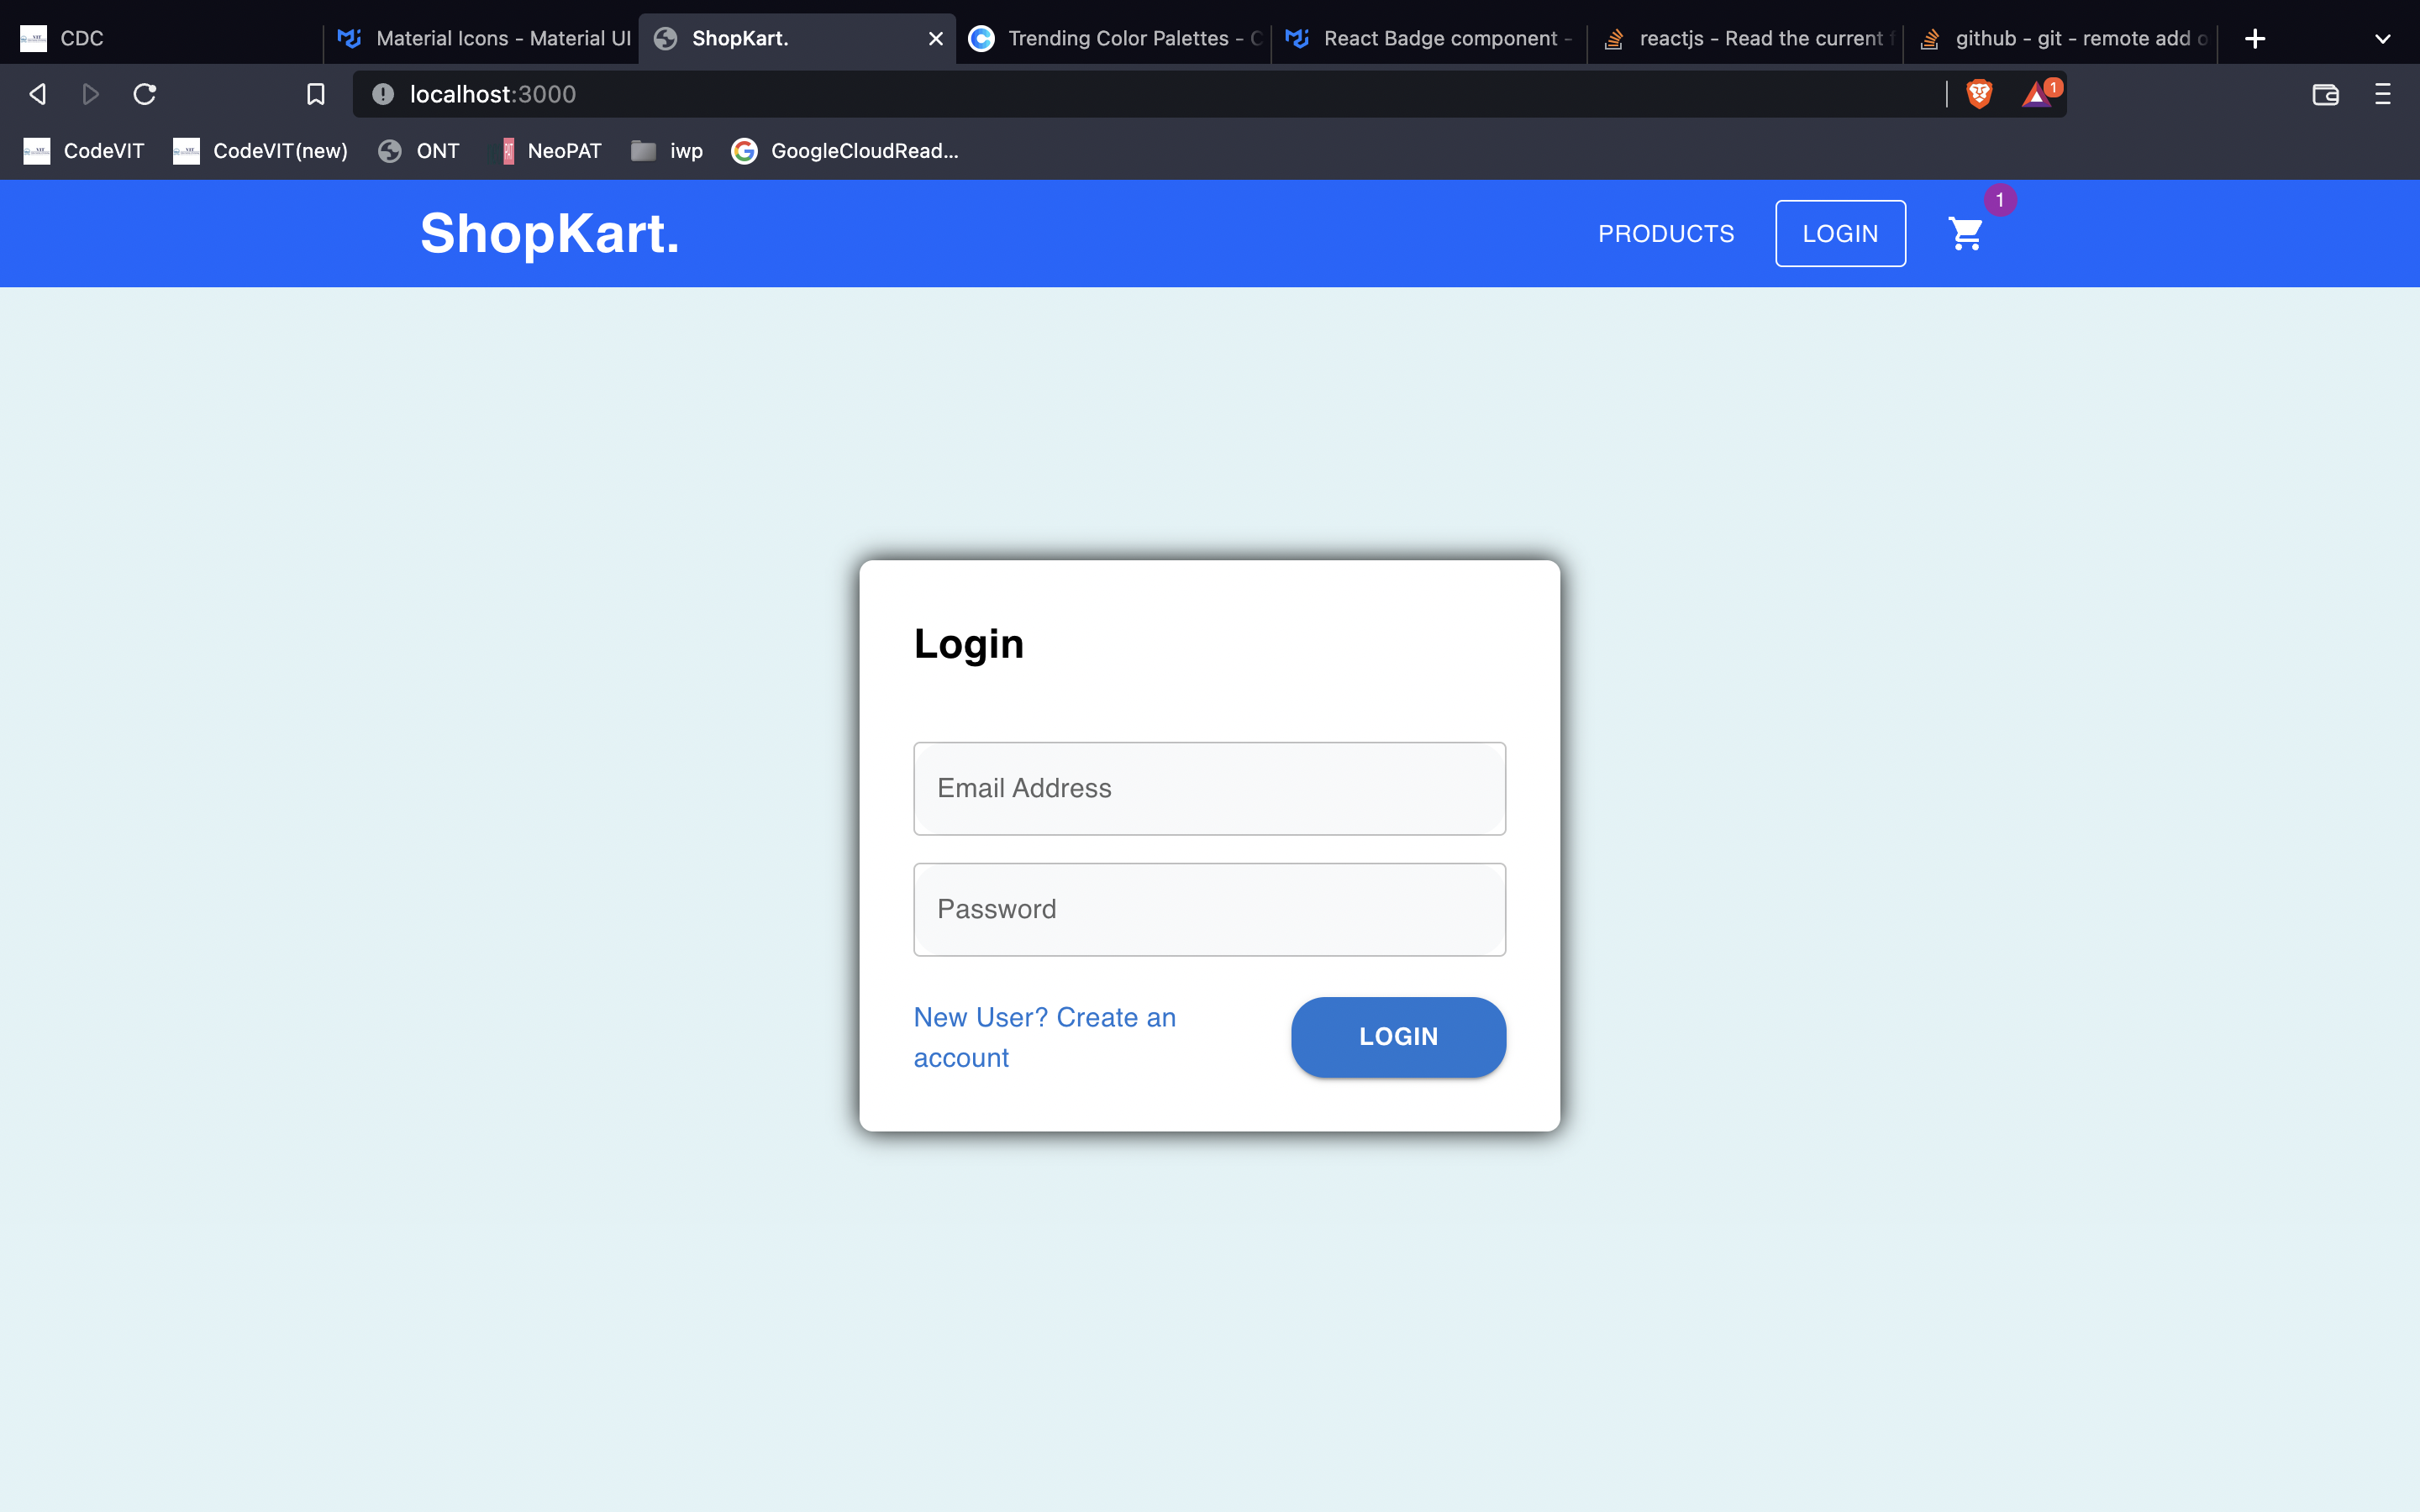 CDC
Material Icons - Material UI
ShopKart.
Trending Color Palettes - C
React Badge component -
reactjs - Read the current
github - git - remote add o
localhost:3000
1
CodeVIT
CodeVIT(new)
ONT
NeoPAT
iwp
GoogleCloudRead...
ShopKart.
PRODUCTS
LOGIN
1
Login
Email Address
Password
New User? Create an
account
LOGIN